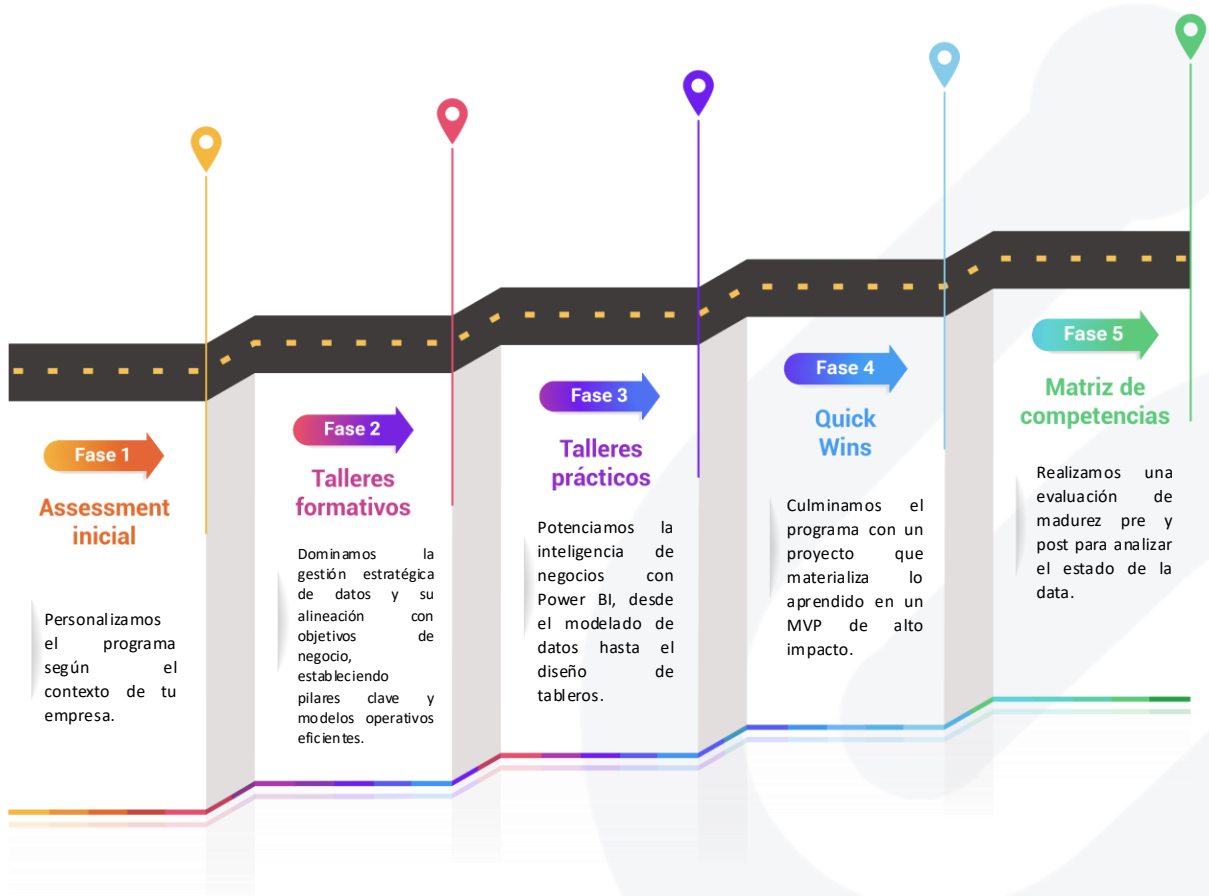 Fase 1
Assessment
inicial
Personalizamos
el programa
según el
contexto de tu
empresa.
Fase 2
Talleres
formativos
Dominamos la
gestión estratégica
de datos y su
alineación con
objetivos de
negocio,
estableciendo
pilares clave y
modelos operativos
eficientes.
Fase 3
Talleres
prácticos
Potenciamos la
inteligencia de
negocios con
Power BI, desde
el modelado de
datos hasta el
diseño de
tableros.
Fase 4
Quick
Wins
Culminamos el
programa con un
proyecto que
materializa lo
aprendido en un
MVP de alto
impacto.
Fase 5
Matriz de
competencias
Realizamos una
evaluación de
madurez pre y
post para analizar
el estado de la
data.